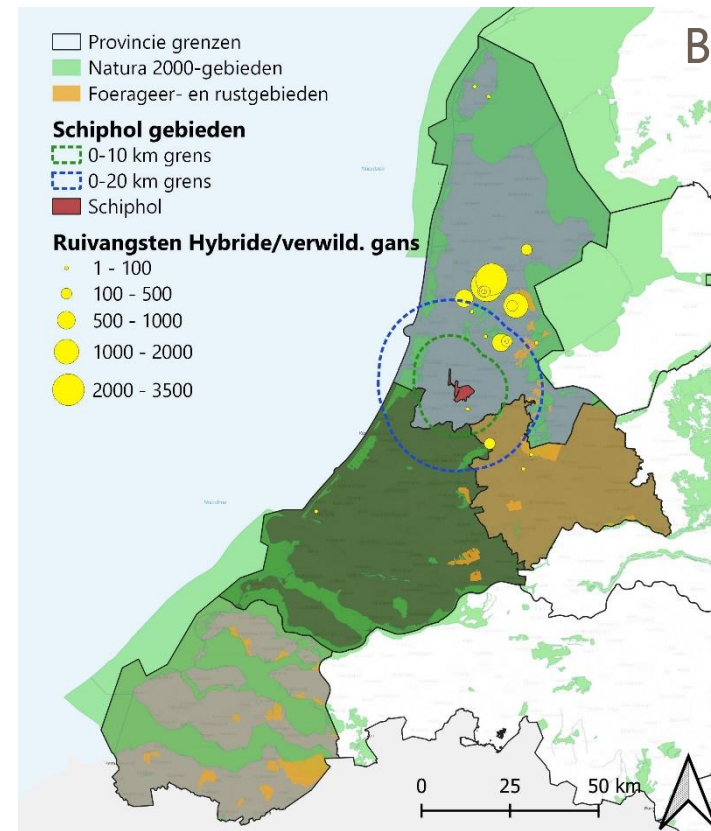 B
Provincie grenzen
Natura 2000-gebieden
Foerageer- en rustgebieden
Schiphol gebieden
0-10 km grens
0-20 km grens
Schiphol
Ruivangsten Hybride/verwild. gans
1 - 100
100 - 500
500 - 1000
1000 - 2000
2000 - 3500
0 25 50 km